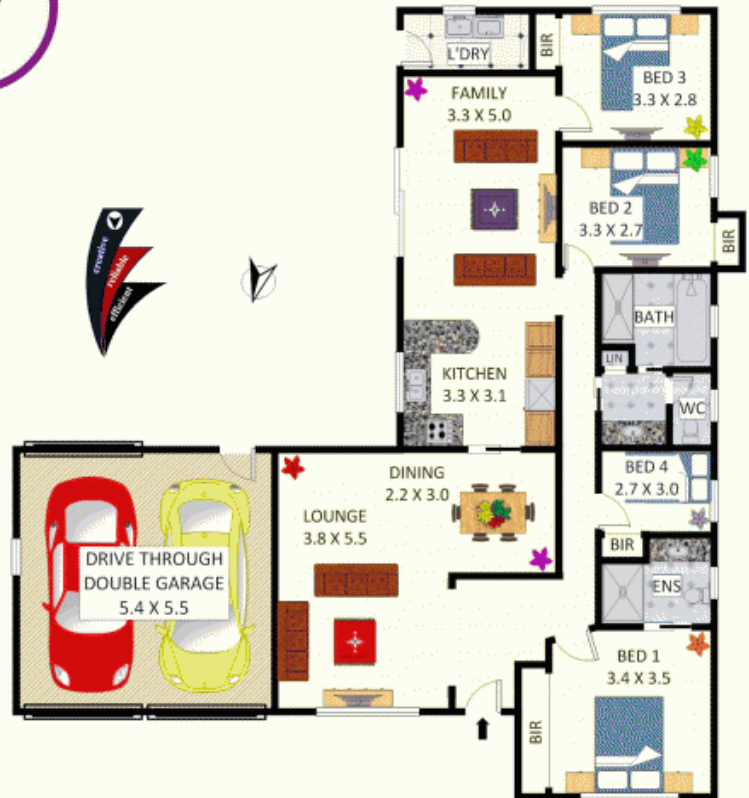 L'DRY
BIR
BED 3
3.3 X 2.8
FAMILY
3.3 X 5.0
BED 2
3.3 X 2.7
BIR
creative
reliable
efficient
BATH
LIN
KITCHEN
3.3 X 3.1
WC
DINING
2.2 X 3.0
BED 4
2.7 X 3.0
LOUNGE
3.8 X 5.5
BIR
DRIVE THROUGH
DOUBLE GARAGE
5.4 X 5.5
ENS
BED 1
3.4 X 3.5
BIR